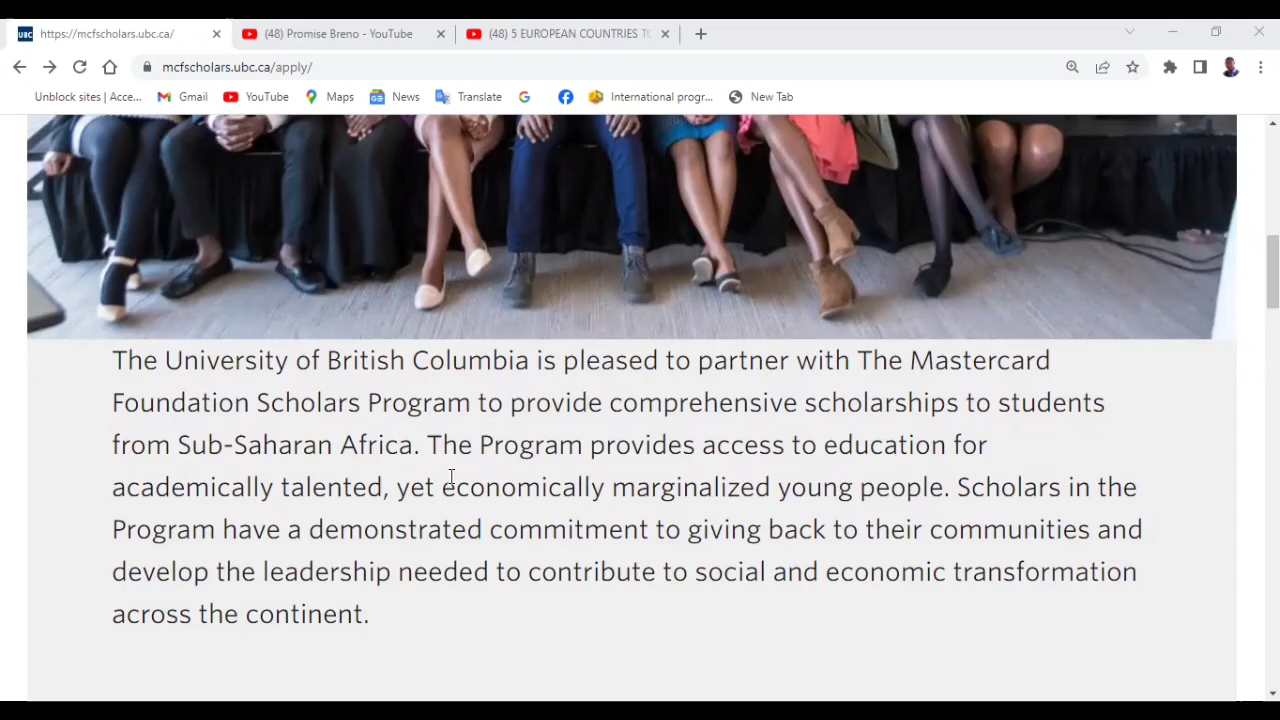 UBC https://mcfscholars.ubc.ca/ (48) Promise Breno - YouTube (48) 5 EUROPEAN COUNTRIES TO
mcfscholars.ubc.ca/apply/
Unblock sites | Acce... Gmail YouTube Maps News Translate International progr... New Tab
The University of British Columbia is pleased to partner with The Mastercard
Foundation Scholars Program to provide comprehensive scholarships to students
from Sub-Saharan Africa. The Program provides access to education for
academically talented, yet economically marginalized young people. Scholars in the
Program have a demonstrated commitment to giving back to their communities and
develop the leadership needed to contribute to social and economic transformation
across the continent.